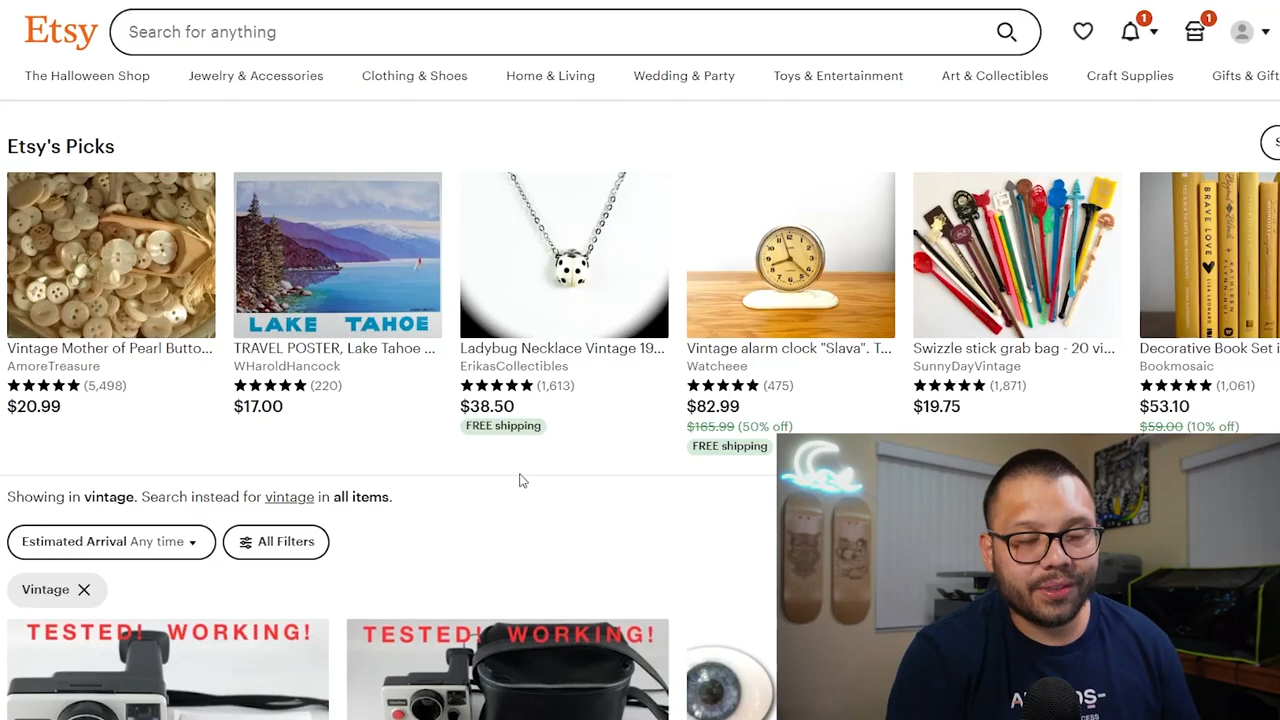 Etsy
Search for anything
1
1
The Halloween Shop
Jewelry & Accessories
Clothing & Shoes
Home & Living
Wedding & Party
Toys & Entertainment
Art & Collectibles
Craft Supplies
Gifts & Gift
Etsy's Picks
S
LAKE TAHOE
BRAVE LOVE
LISA LEONARD
Vintage Mother of Pearl Butto...
AmoreTreasure
(5,498)
$20.99
TRAVEL POSTER, Lake Tahoe ...
WHaroldHancock
(220)
$17.00
Ladybug Necklace Vintage 19...
ErikasCollectibles
(1,613)
$38.50
FREE shipping
Vintage alarm clock "Slava". T...
Watcheee
(475)
$82.99
$165.99 (50% off)
FREE shipping
Swizzle stick grab bag - 20 vi...
SunnyDayVintage
(1,871)
$19.75
Decorative Book Set i
Bookmosaic
(1,061)
$53.10
$59.00 (10% off)
Showing in vintage. Search instead for vintage in all items.
Estimated Arrival Any time
All Filters
Vintage
TESTED! WORKING!
TESTED! WORKING!